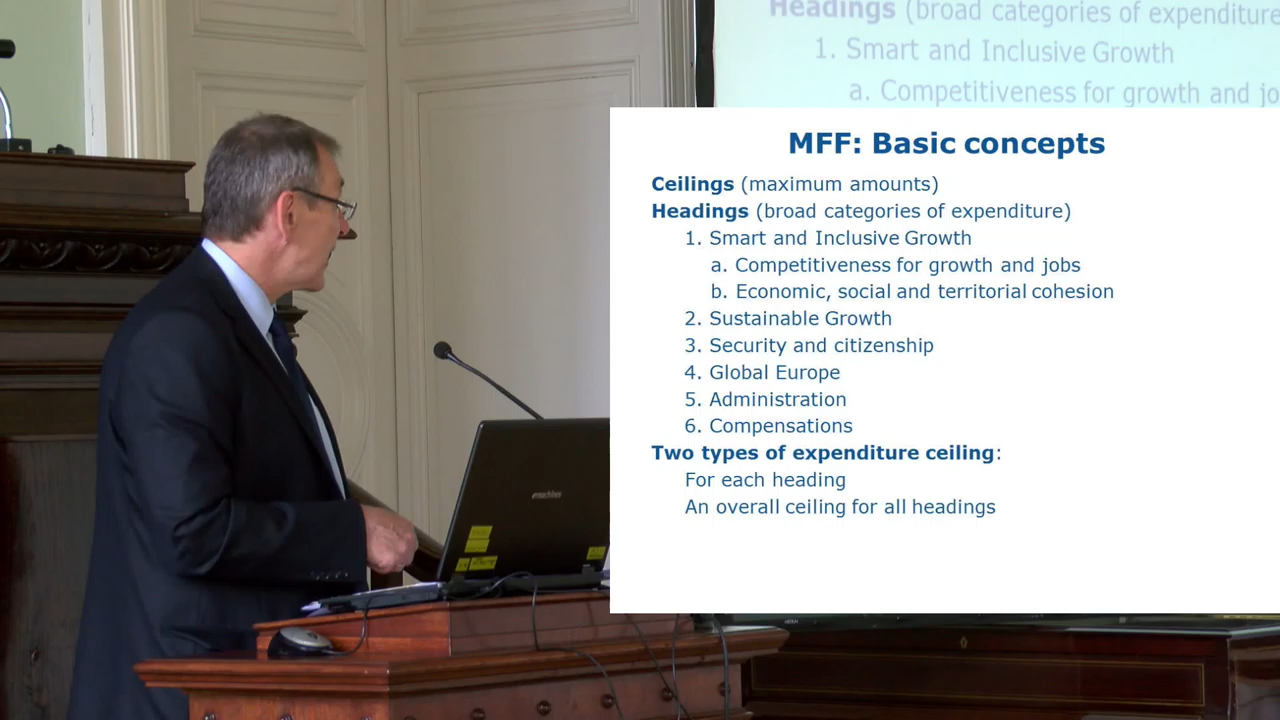 Headings (broad categories of expenditure
1. Smart and Inclusive Growth
a. Competitiveness for growth and jo
MFF: Basic concepts
Ceilings (maximum amounts)
Headings (broad categories of expenditure)
1. Smart and Inclusive Growth
a. Competitiveness for growth and jobs
b. Economic, social and territorial cohesion
2. Sustainable Growth
3. Security and citizenship
4. Global Europe
5. Administration
6. Compensations
Two types of expenditure ceiling:
For each heading
An overall ceiling for all headings
emachines